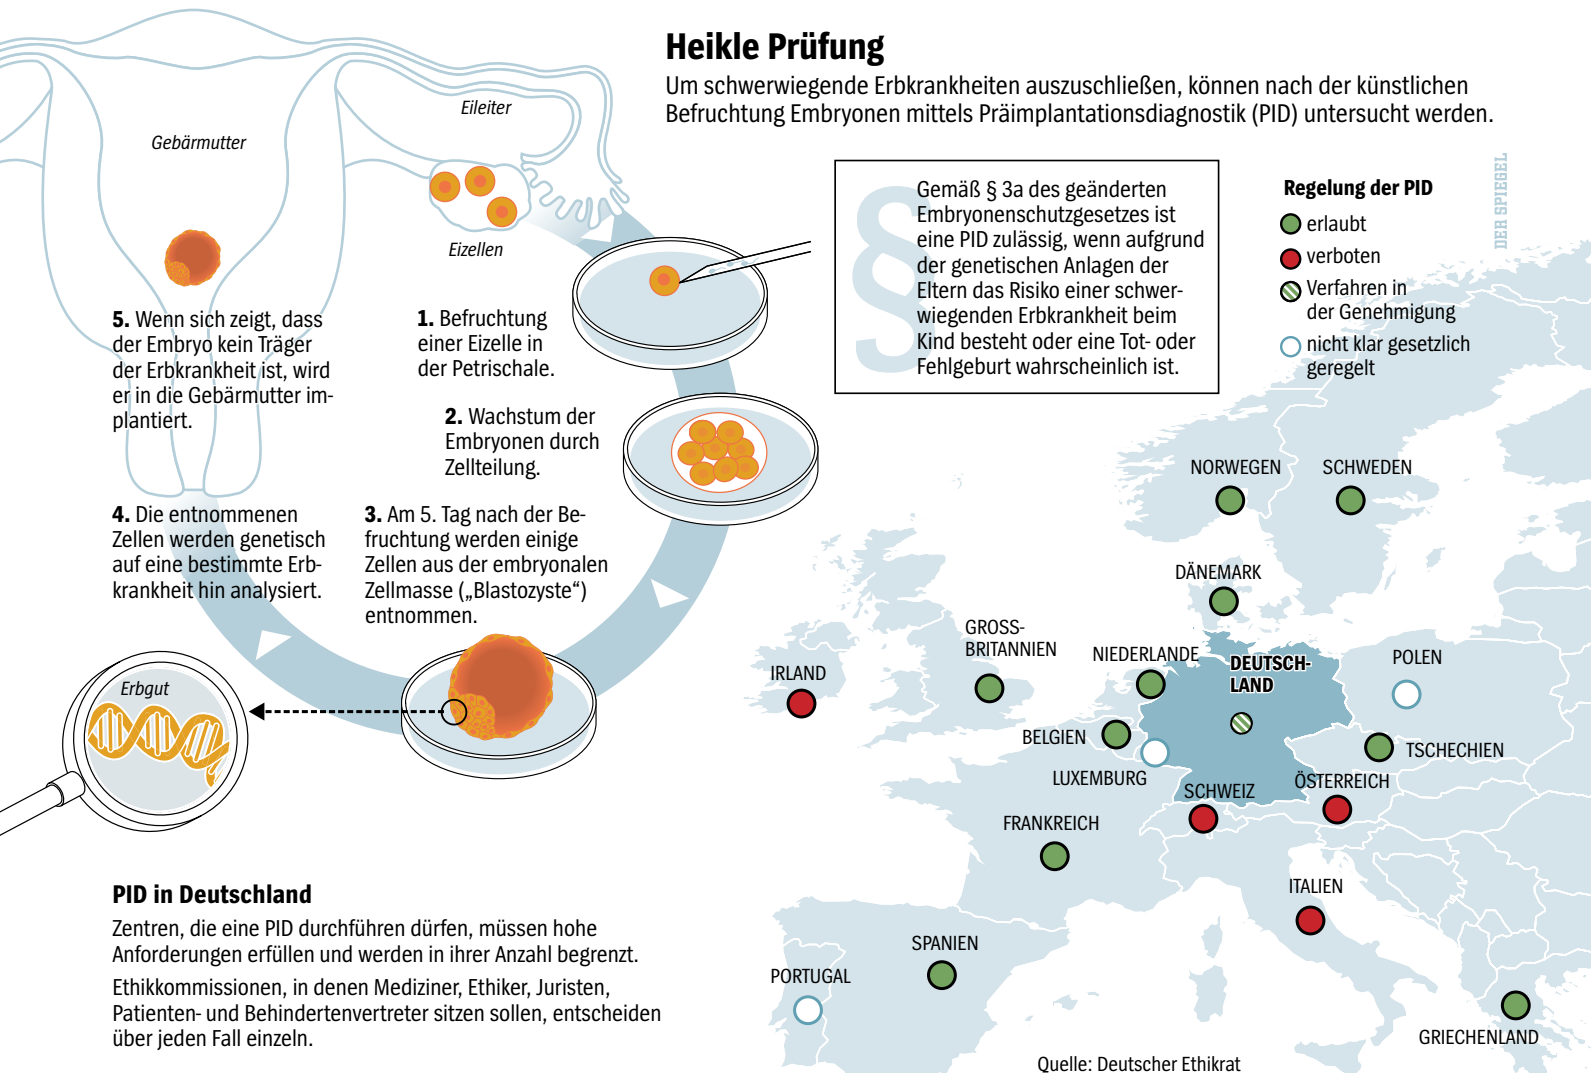 Heikle Prüfung
Um schwerwiegende Erbkrankheiten auszuschließen, können nach der künstlichen
Befruchtung Embryonen mittels Präimplantationsdiagnostik (PID) untersucht werden.
Gebärmutter
Eileiter
Eizellen
1. Befruchtung
einer Eizelle in
der Petrischale.
2. Wachstum der
Embryonen durch
Zellteilung.
3. Am 5. Tag nach der Be-
fruchtung werden einige
Zellen aus der embryonalen
Zellmasse („Blastozyste“)
entnommen.
4. Die entnommenen
Zellen werden genetisch
auf eine bestimmte Erb-
krankheit hin analysiert.
5. Wenn sich zeigt, dass
der Embryo kein Träger
der Erbkrankheit ist, wird
er in die Gebärmutter im-
plantiert.
Erbgut
§
Gemäß § 3a des geänderten
Embryonenschutzgesetzes ist
eine PID zulässig, wenn aufgrund
der genetischen Anlagen der
Eltern das Risiko einer schwer-
wiegenden Erbkrankheit beim
Kind besteht oder eine Tot- oder
Fehlgeburt wahrscheinlich ist.
Regelung der PID
erlaubt
verboten
Verfahren in
der Genehmigung
nicht klar gesetzlich
geregelt
DER SPIEGEL
NORWEGEN
SCHWEDEN
DÄNEMARK
GROSS-
BRITANNIEN
IRLAND
NIEDERLANDE
DEUTSCH-
LAND
POLEN
BELGIEN
LUXEMBURG
TSCHECHIEN
SCHWEIZ
ÖSTERREICH
FRANKREICH
ITALIEN
SPANIEN
PORTUGAL
GRIECHENLAND
PID in Deutschland
Zentren, die eine PID durchführen dürfen, müssen hohe
Anforderungen erfüllen und werden in ihrer Anzahl begrenzt.
Ethikkommissionen, in denen Mediziner, Ethiker, Juristen,
Patienten- und Behindertenvertreter sitzen sollen, entscheiden
über jeden Fall einzeln.
Quelle: Deutscher Ethikrat